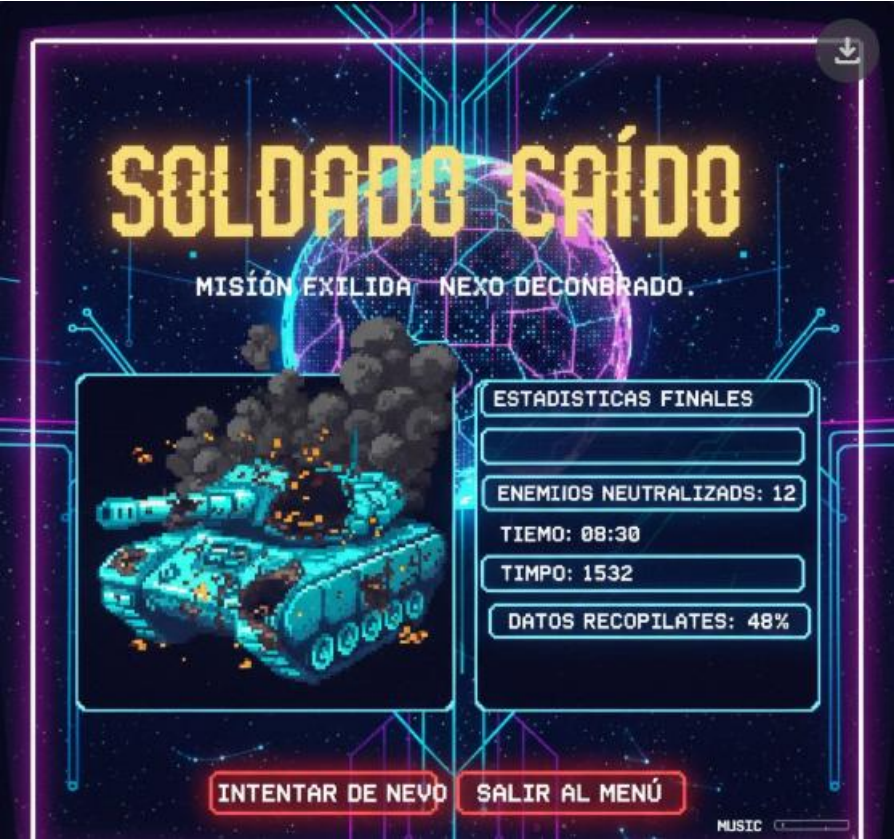 SOLDADO CAÍDO
MISÍÓN EXILIDA NEXO DECONBRADO.
ESTADISTICAS FINALES
ENEMIIOS NEUTRALIZADS: 12
TIEMO: 08:30
TIMPO: 1532
DATOS RECOPILATES: 48%
INTENTAR DE NEVO
SALIR AL MENÚ
MUSIC